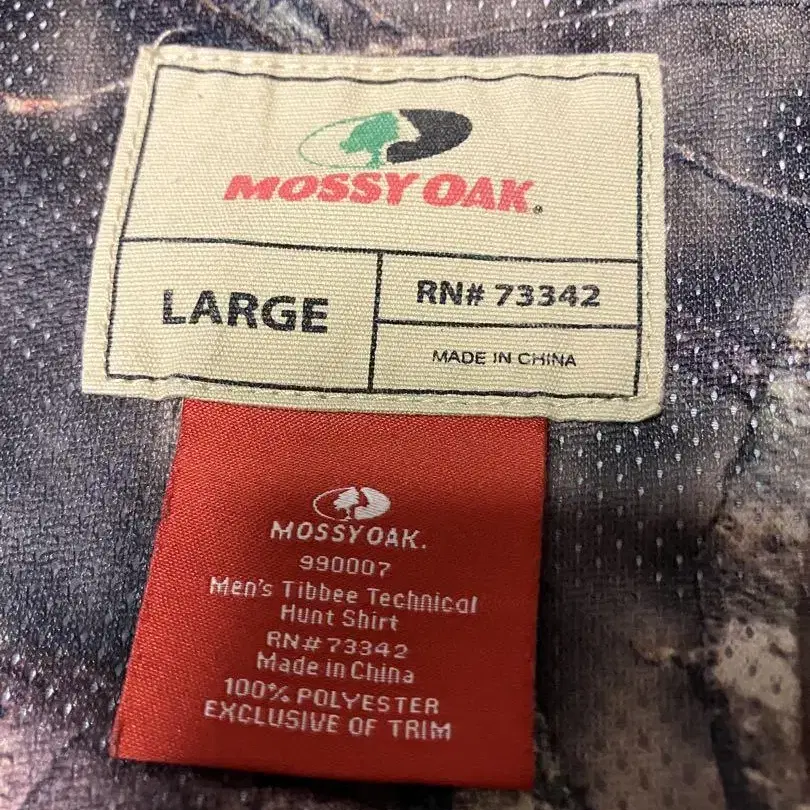 MOSSY OAK.
LARGE
RN# 73342
MADE IN CHINA
MOSSY OAK.
990007
Men's Tibbee Technical
Hunt Shirt
RN# 73342
Made in China
100% POLYESTER
EXCLUSIVE OF TRIM